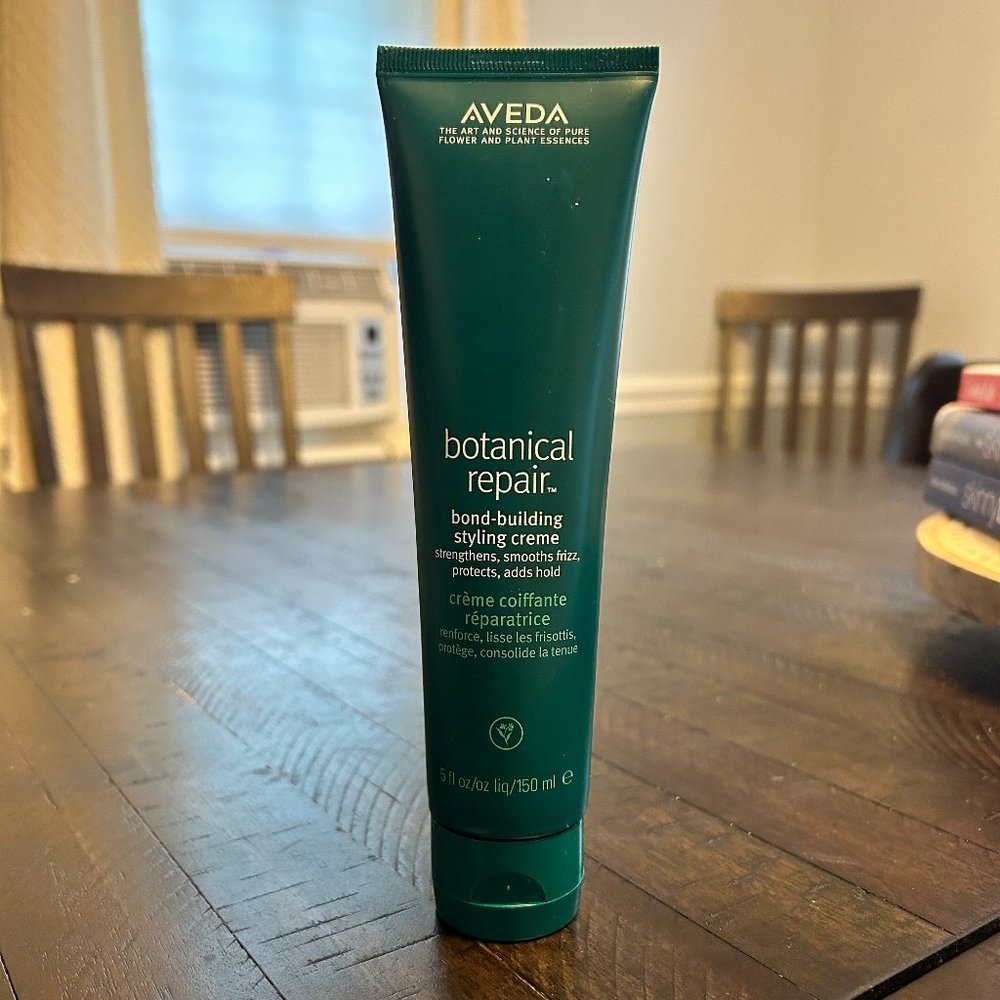 AVEDA
THE ART AND SCIENCE OF PURE
FLOWER AND PLANT ESSENCES
botanical
repair™
bond-building
styling creme
strengthens, smooths frizz,
protects, adds hold
crème coiffante
réparatrice
renforce, lisse les frisottis,
protège, consolide la tenue
5 fl oz/oz liq/150 ml ℮